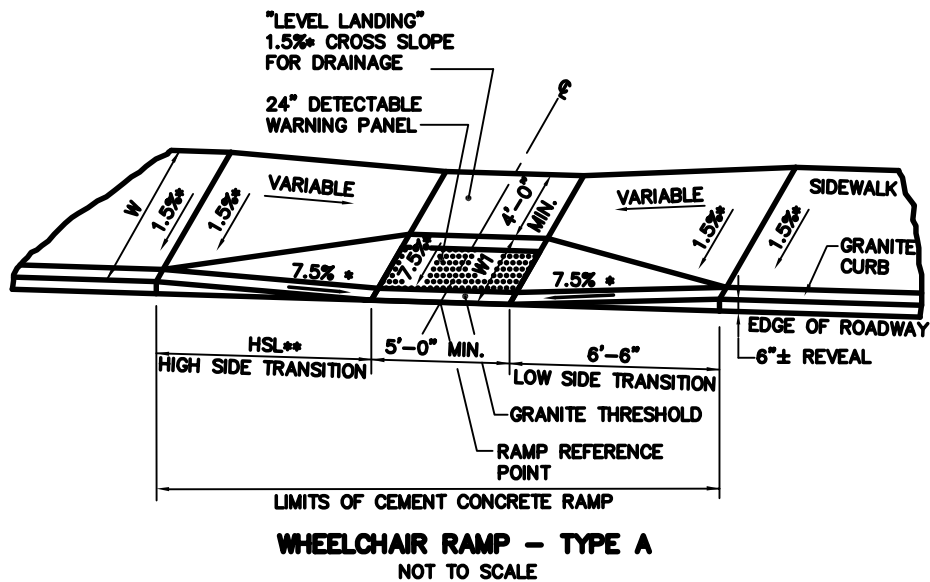 "LEVEL LANDING"
1.5%* CROSS SLOPE
FOR DRAINAGE
24" DETECTABLE
WARNING PANEL
℄
VARIABLE
VARIABLE
SIDEWALK
W
1.5%*
1.5%*
4'-0"
MIN.
1.5%*
1.5%*
7.5%*
W1
7.5% *
7.5% *
GRANITE
CURB
EDGE OF ROADWAY
6"± REVEAL
HSL**
HIGH SIDE TRANSITION
5'-0" MIN.
6'-6"
LOW SIDE TRANSITION
GRANITE THRESHOLD
RAMP REFERENCE
POINT
LIMITS OF CEMENT CONCRETE RAMP
WHEELCHAIR RAMP - TYPE A
NOT TO SCALE